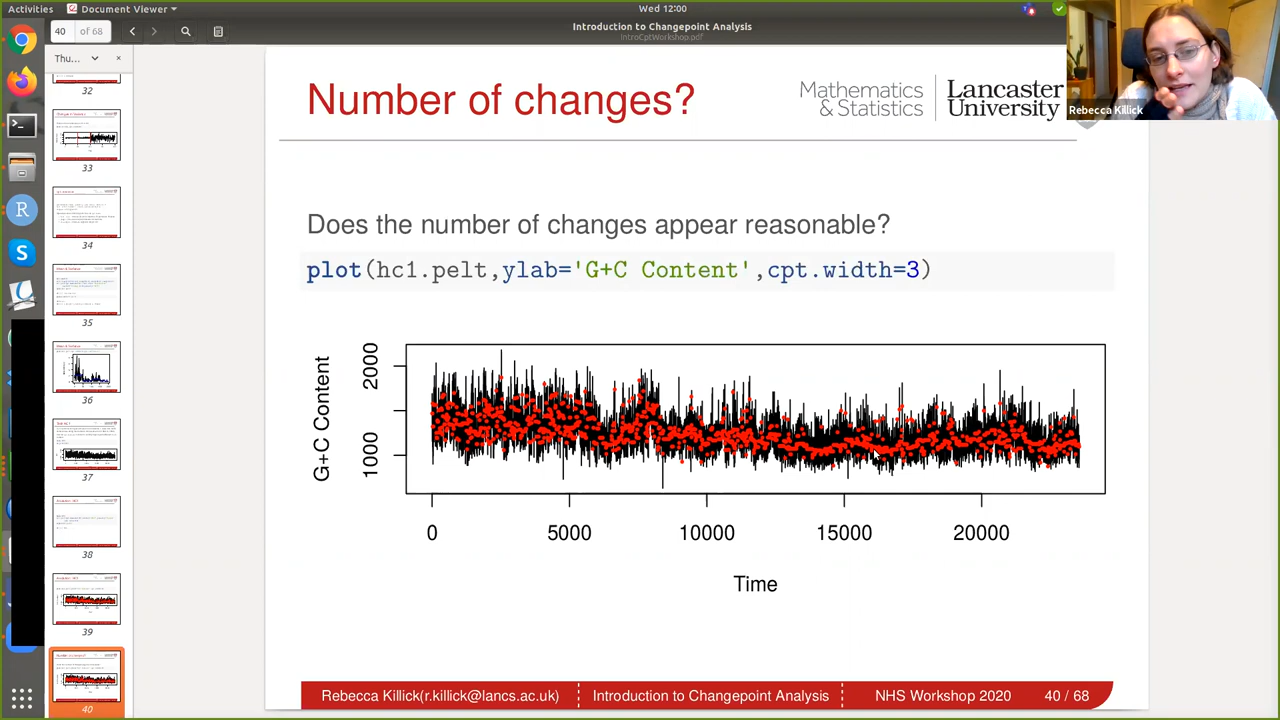 Activities
Document Viewer
Wed 12:00
40
of 68
Introduction to Changepoint Analysis
IntroCptWorkshop.pdf
Thu...
32
33
34
35
36
37
38
39
40
Number of changes?
Mathematics
& Statistics
Lancaster
University
Rebecca Killick
Does the number of changes appear reasonable?
plot(hc1.pelt,ylab='G+C Content',cpt.width=3)
G+C Content
2000
1000
0
5000
10000
15000
20000
Time
Rebecca Killick(r.killick@lancs.ac.uk)
Introduction to Changepoint Analysis
NHS Workshop 2020
40 / 68